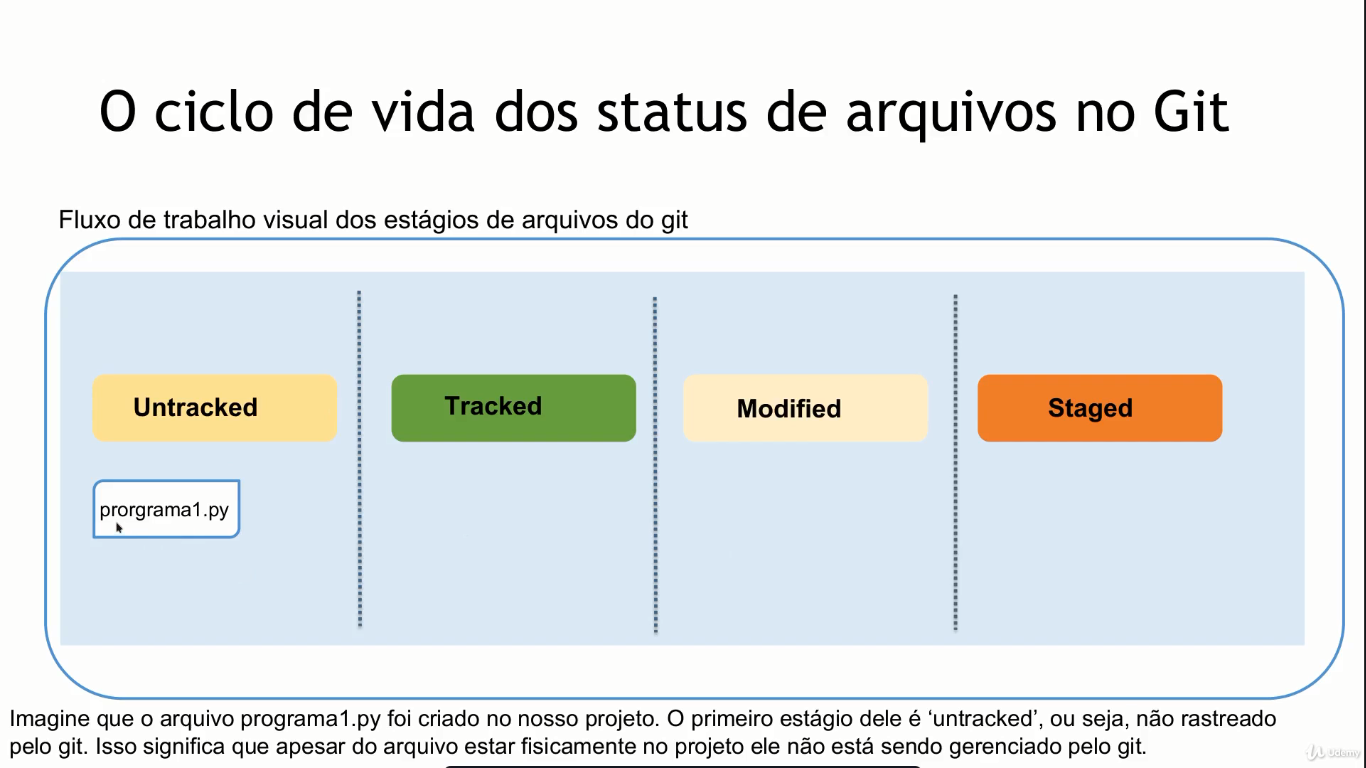 O ciclo de vida dos status de arquivos no Git
Fluxo de trabalho visual dos estágios de arquivos do git
Untracked
Tracked
Modified
Staged
prorgrama1.py
Imagine que o arquivo programa1.py foi criado no nosso projeto. O primeiro estágio dele é ‘untracked’, ou seja, não rastreado
pelo git. Isso significa que apesar do arquivo estar fisicamente no projeto ele não está sendo gerenciado pelo git.
Udemy